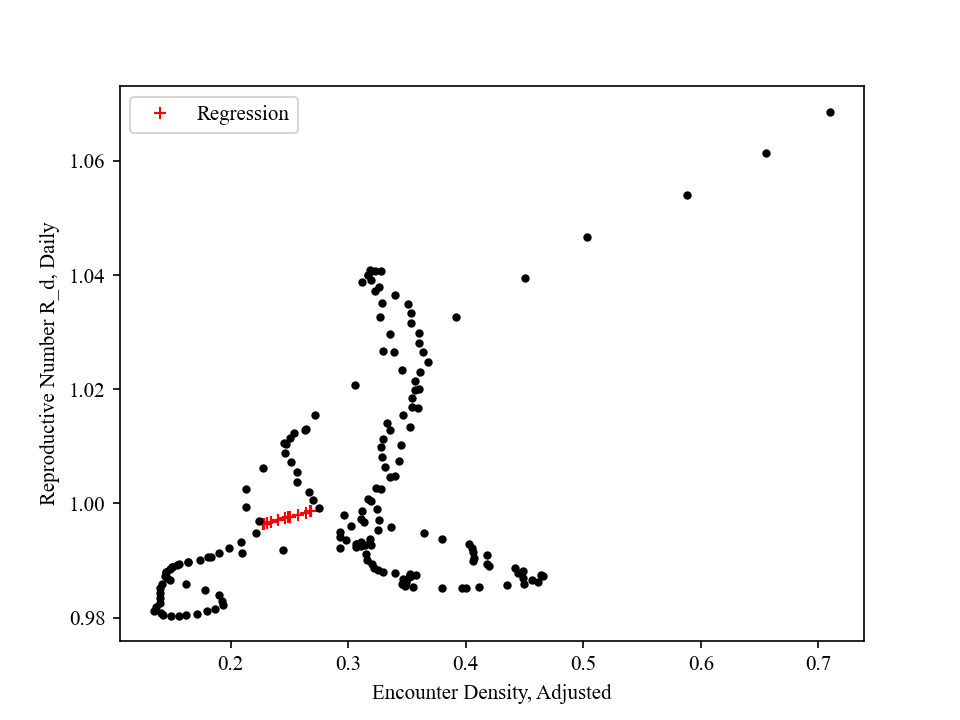 Regression
1.06
1.04
1.02
1.00
0.98
Reproductive Number R_d, Daily
0.2 0.3 0.4 0.5 0.6 0.7
Encounter Density, Adjusted